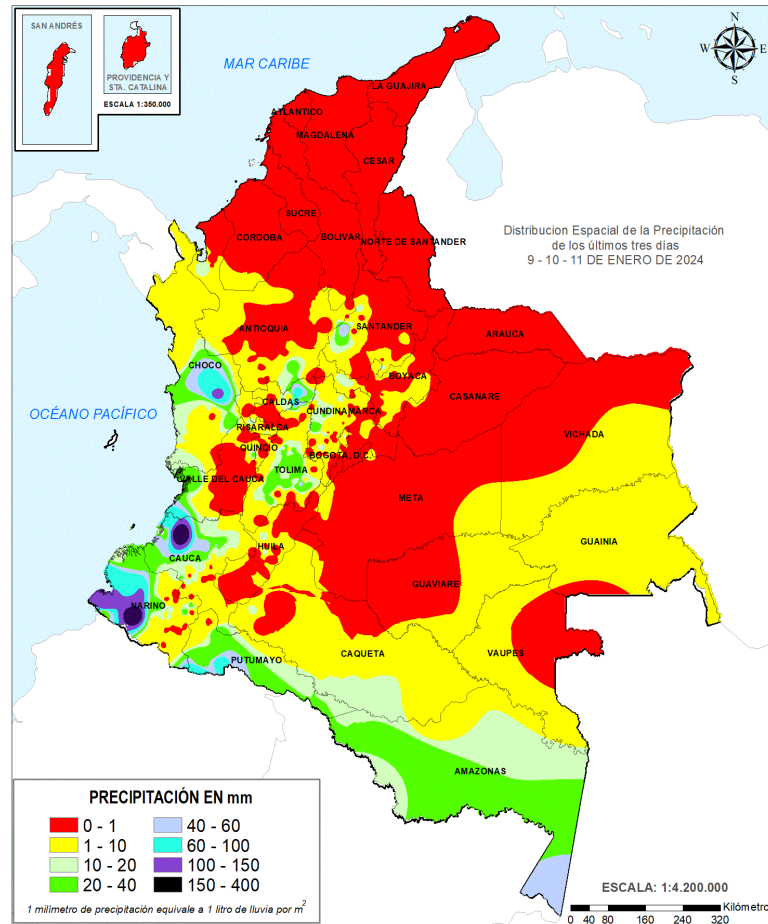 SAN ANDRÉS
PROVIDENCIA Y
STA. CATALINA
ESCALA 1:350.000
MAR CARIBE
N
W
E
S
LA GUAJIRA
ATLANTICO
MAGDALENA
CESAR
SUCRE
CORDOBA
BOLIVAR
NORTE DE SANTANDER
Distribucion Espacial de la Precipitación
de los últimos tres días
9 - 10 - 11 DE ENERO DE 2024
ANTIOQUIA
SANTANDER
ARAUCA
CHOCO
BOYACA
CASANARE
OCÉANO PACÍFICO
CALDAS
CUNDINAMARCA
RISARALDA
VICHADA
QUINDIO
BOGOTA, D.C.
TOLIMA
VALLE DEL CAUCA
META
GUAINIA
HUILA
CAUCA
GUAVIARE
NARIÑO
CAQUETA
VAUPES
PUTUMAYO
AMAZONAS
PRECIPITACIÓN EN mm
0 - 1
40 - 60
1 - 10
60 - 100
10 - 20
100 - 150
20 - 40
150 - 400
1 milímetro de precipitación equivale a 1 litro de lluvia por m2
ESCALA: 1:4.200.000
Kilómetro
0 40 80 160 240 320